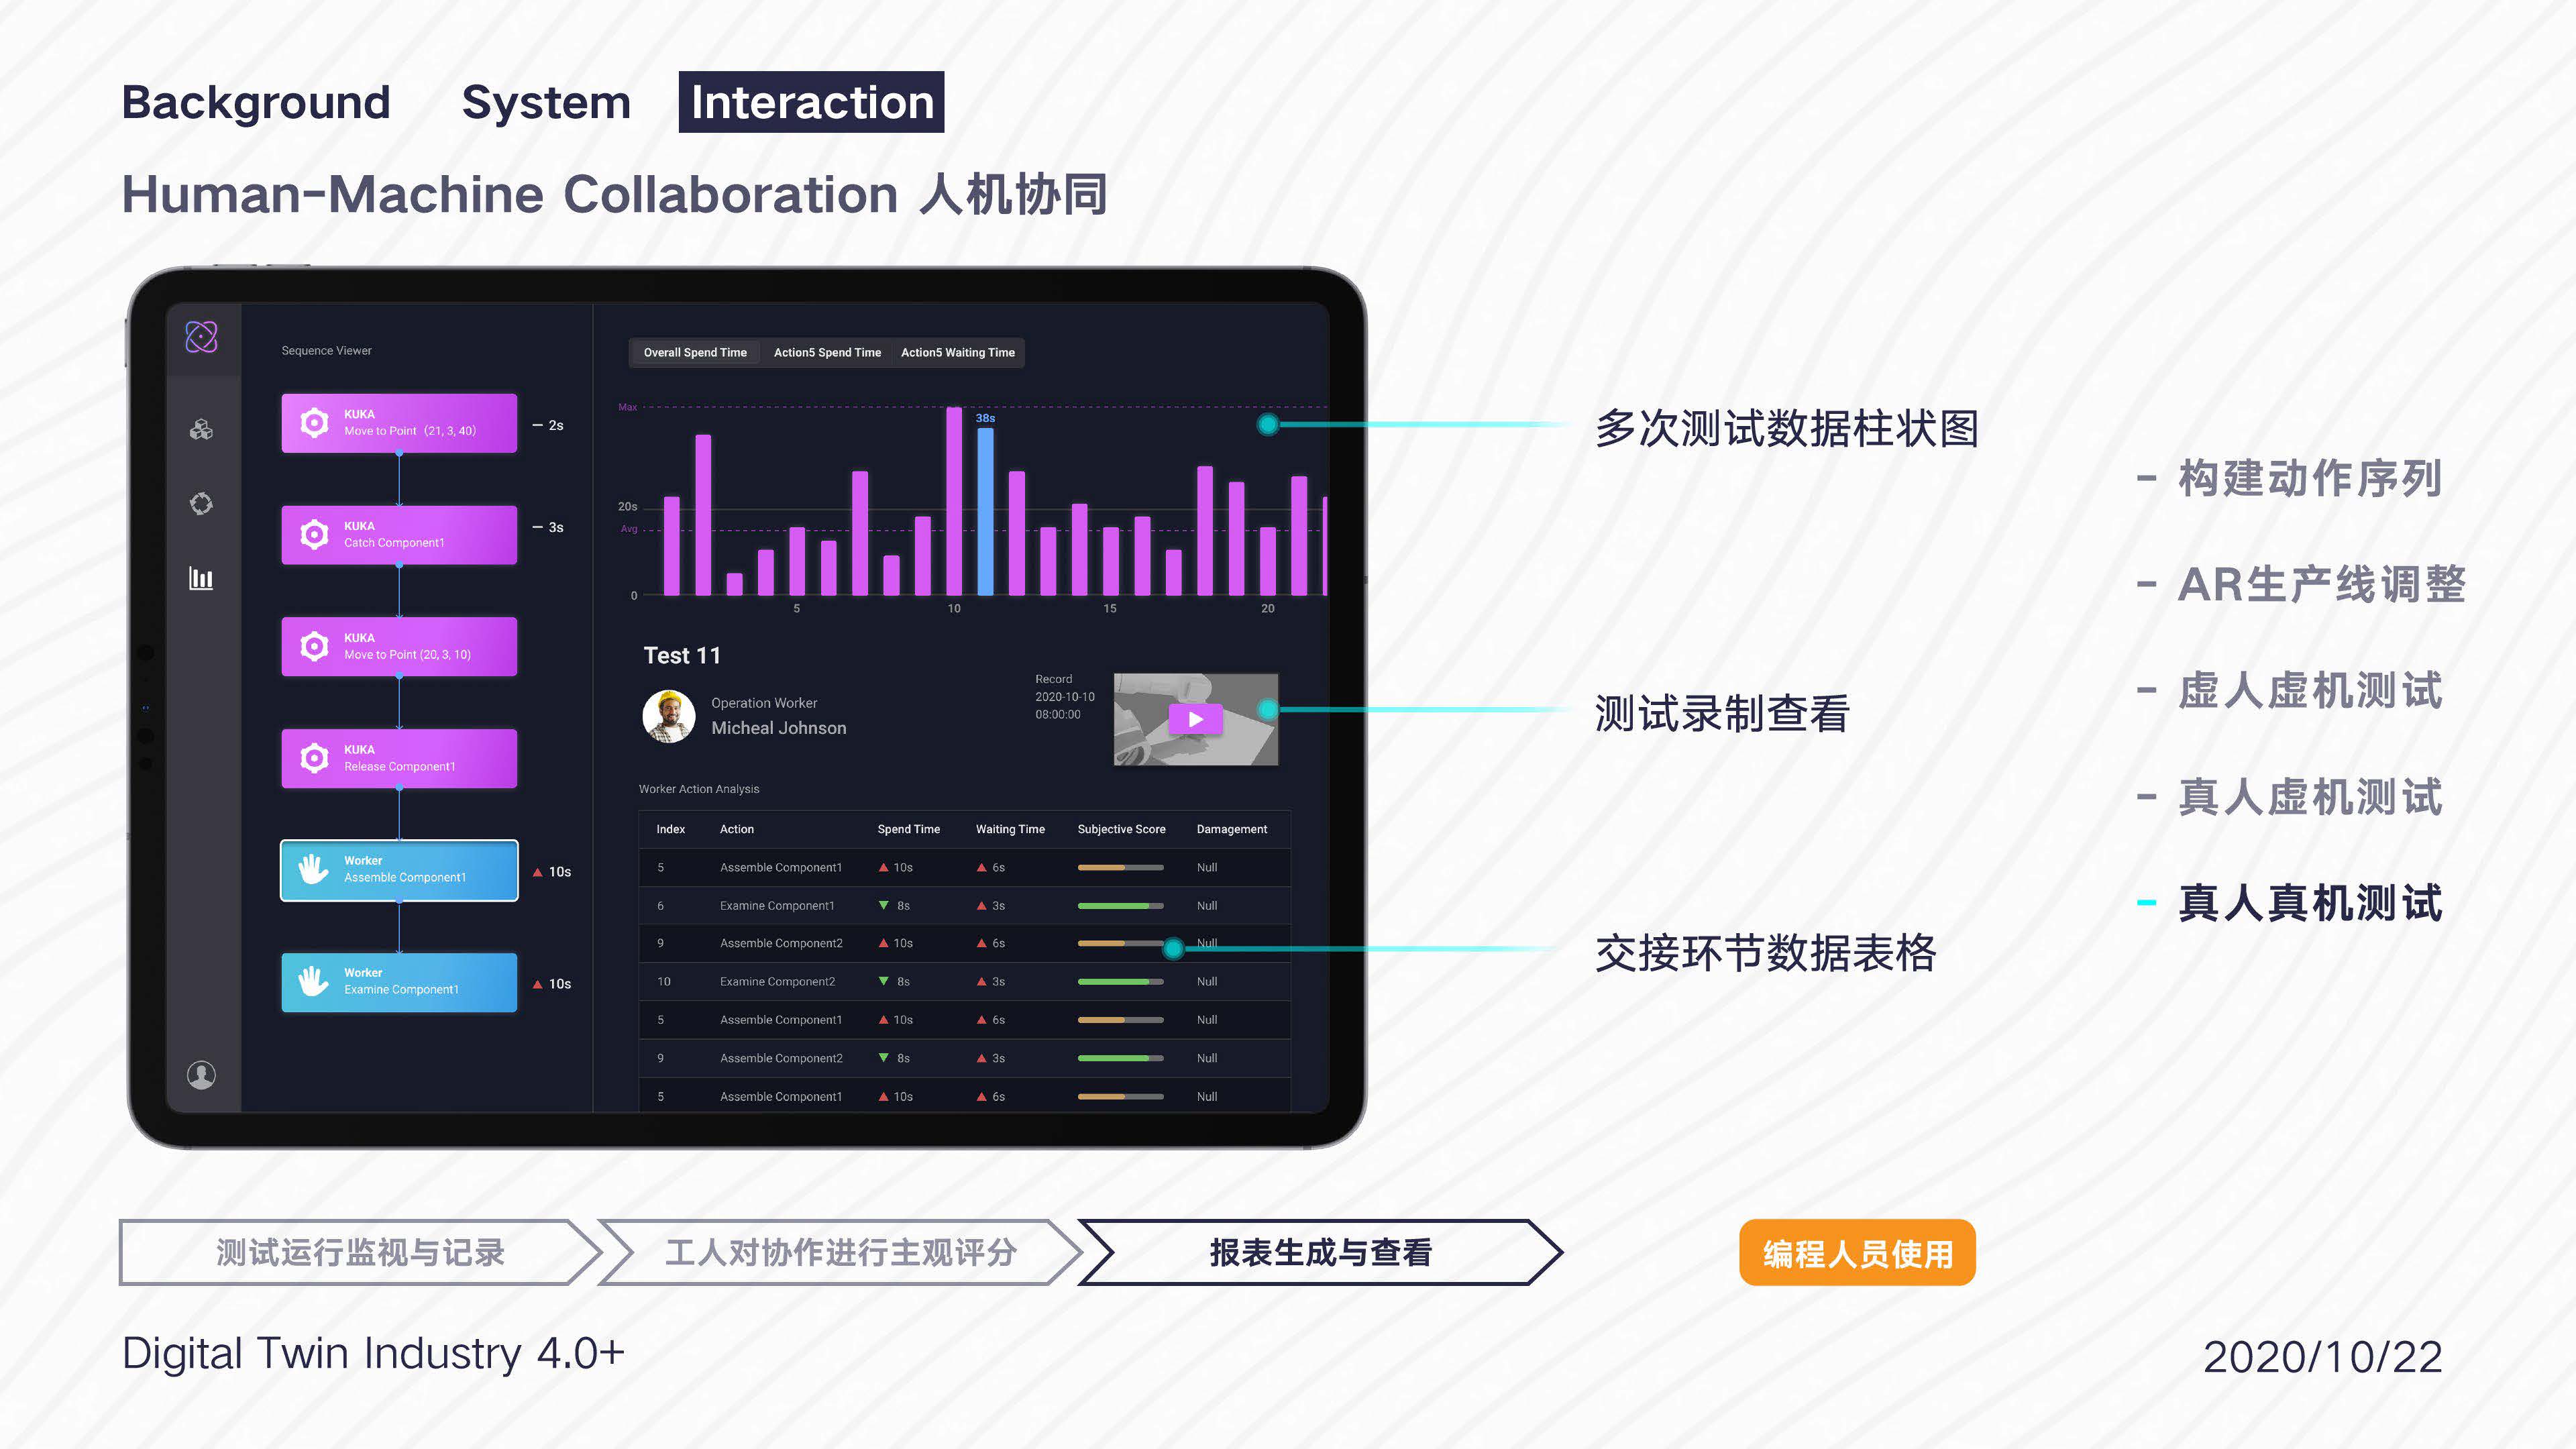 Background System Interaction
Human-Machine Collaboration 人机协同
Sequence Viewer
KUKA
Move to Point（21, 3, 40）
2s
KUKA
Catch Component1
3s
KUKA
Move to Point (20, 3, 10)
KUKA
Release Component1
Worker
Assemble Component1
10s
Worker
Examine Component1
10s
Overall Spend Time Action5 Spend Time Action5 Waiting Time
Max
38s
20s
Avg
0
5 10 15 20
Test 11
Operation Worker
Micheal Johnson
Record
2020-10-10
08:00:00
Worker Action Analysis
Index Action Spend Time Waiting Time Subjective Score Damagement
5 Assemble Component1 10s 6s Null
6 Examine Component1 8s 3s Null
9 Assemble Component2 10s 6s Null
10 Examine Component2 8s 3s Null
5 Assemble Component1 10s 6s Null
9 Assemble Component2 8s 3s Null
5 Assemble Component1 10s 6s Null
多次测试数据柱状图
测试录制查看
交接环节数据表格
- 构建动作序列
- AR生产线调整
- 虚人虚机测试
- 真人虚机测试
- 真人真机测试
测试运行监视与记录
工人对协作进行主观评分
报表生成与查看
编程人员使用
Digital Twin Industry 4.0+
2020/10/22